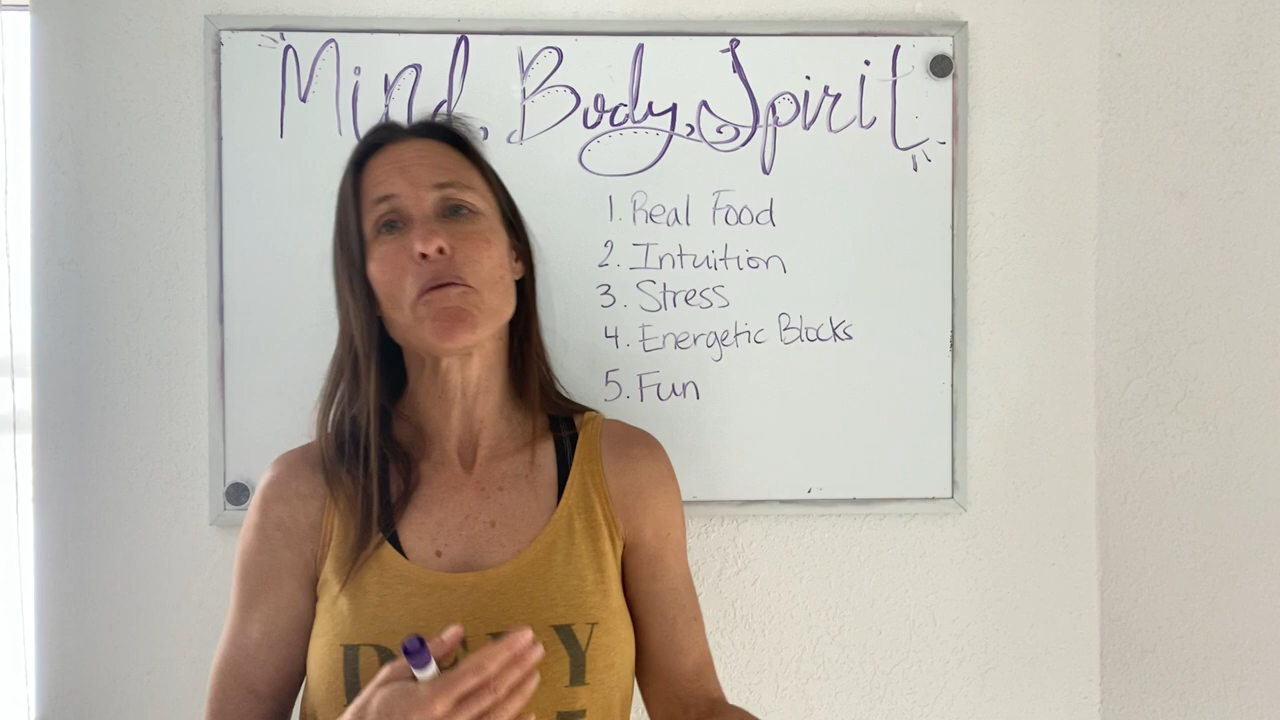 Mind, Body, Spirit
1. Real Food
2. Intuition
3. Stress
4. Energetic Blocks
5. Fun